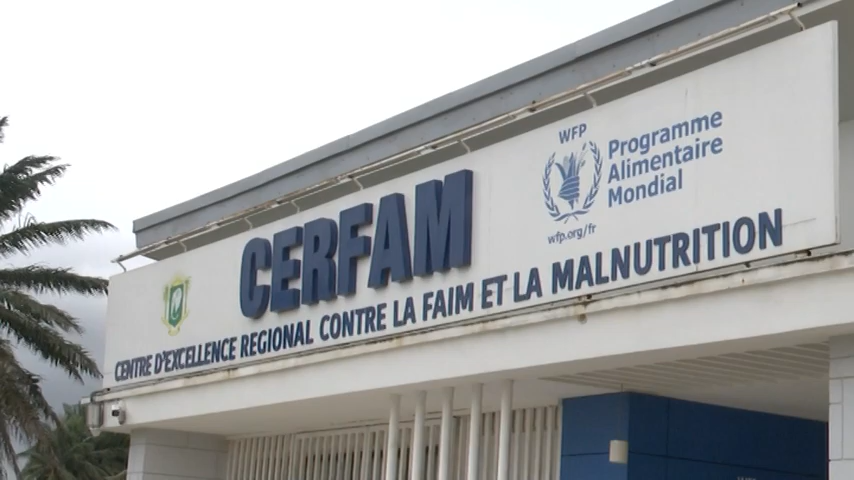 CERFAM
CENTRE D'EXCELLENCE REGIONAL CONTRE LA FAIM ET LA MALNUTRITION
WFP
wfp.org/fr
Programme
Alimentaire
Mondial